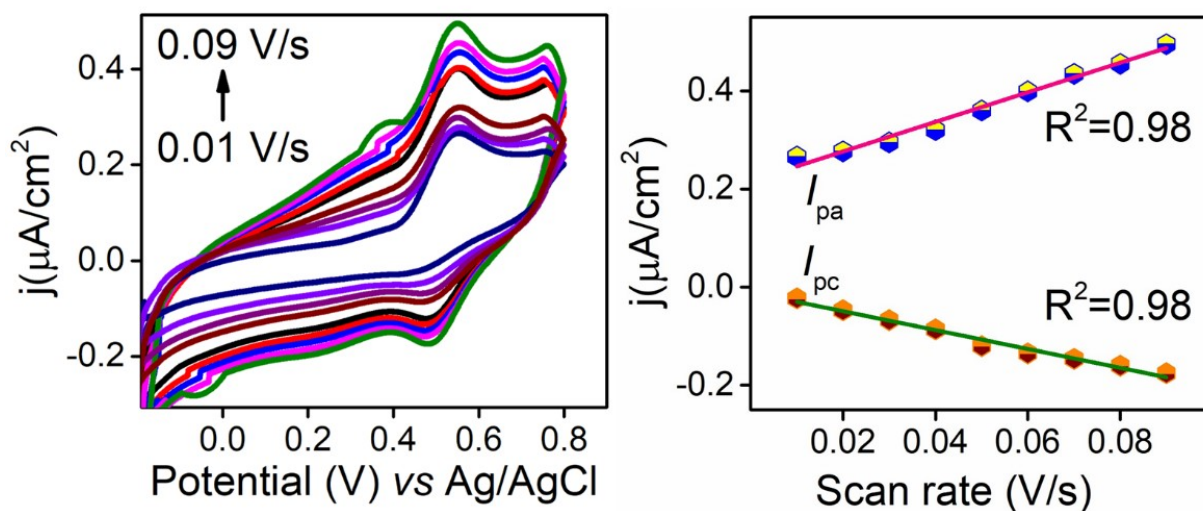 0.09 V/s
0.01 V/s
0.4
0.2
0.0
-0.2
j(μA/cm²)
0.0 0.2 0.4 0.6 0.8
Potential (V) vs Ag/AgCl
R²=0.98
pa
pc
R²=0.98
0.4
0.2
0.0
-0.2
j(μA/cm²)
0.02 0.04 0.06 0.08
Scan rate (V/s)